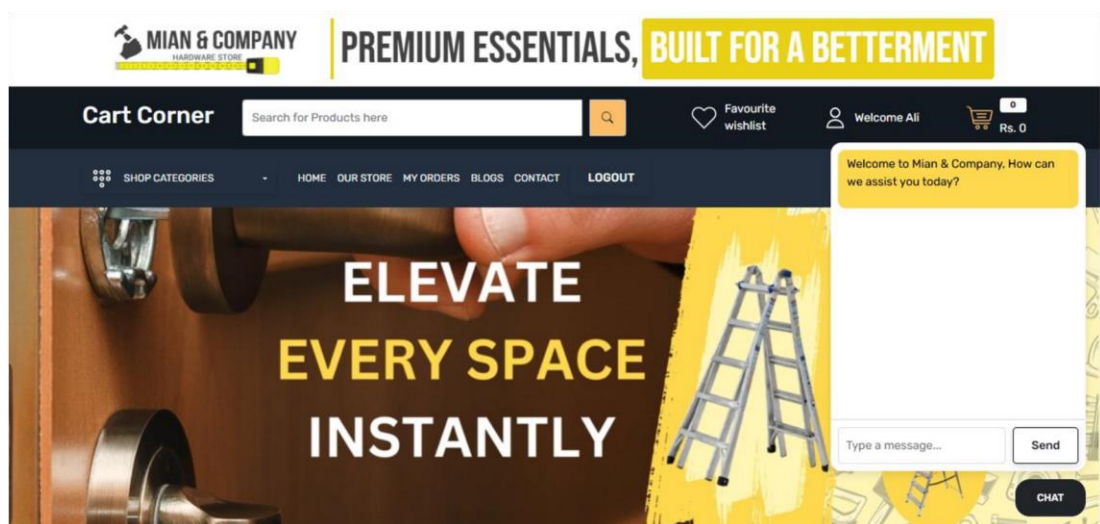 MIAN & COMPANY
HARDWARE STORE
PREMIUM ESSENTIALS, BUILT FOR A BETTERMENT
Cart Corner
Search for Products here
Favourite
wishlist
Welcome Ali
0
Rs. 0
SHOP CATEGORIES
HOME OUR STORE MY ORDERS BLOGS CONTACT LOGOUT
Welcome to Mian & Company, How can
we assist you today?
ELEVATE
EVERY SPACE
INSTANTLY
Type a message...
Send
CHAT